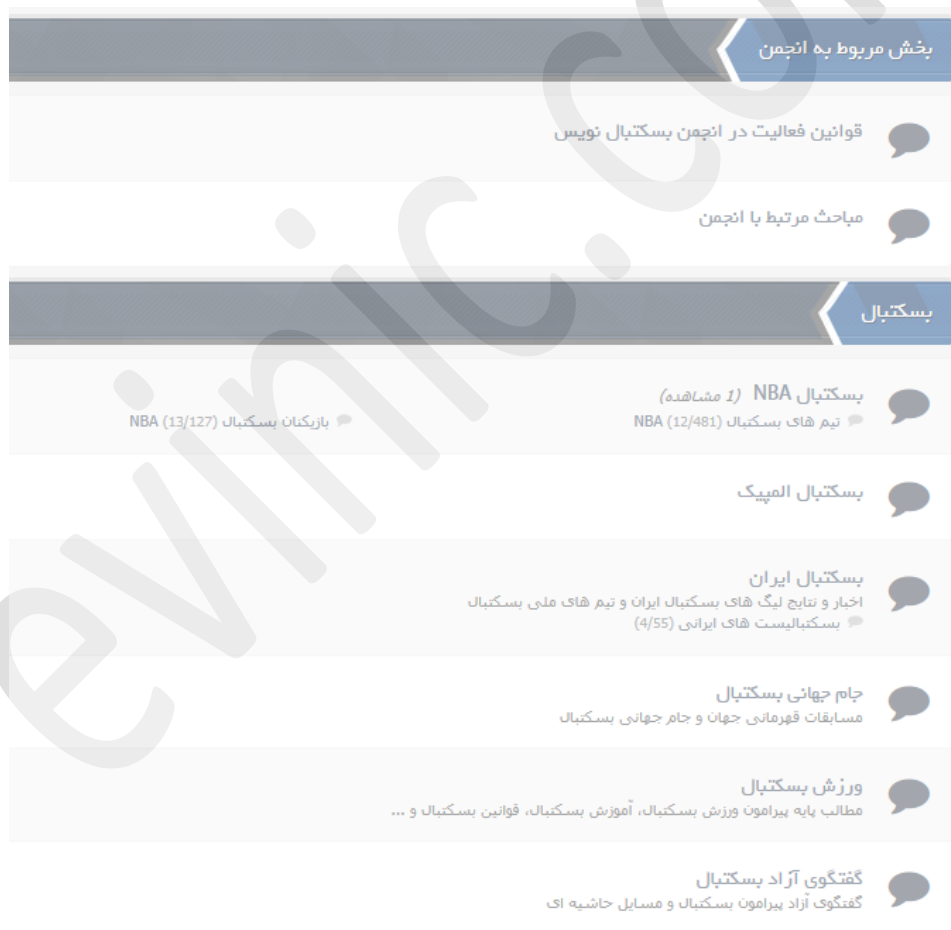 بخش مربوط به انجمن
قوانین فعالیت در انجمن بسکتبال نویس
مباحث مرتبط با انجمن
بسکتبال
بسکتبال NBA (1 مشاهده)
تیم های بسکتبال NBA (12/481) بازیکنان بسکتبال NBA (13/127)
بسکتبال المپیک
بسکتبال ایران
اخبار و نتایج لیگ های بسکتبال ایران و تیم های ملی بسکتبال
بسکتبالیست های ایرانی (4/55)
جام جهانی بسکتبال
مسابقات قهرمانی جهان و جام جهانی بسکتبال
ورزش بسکتبال
مطالب پایه پیرامون ورزش بسکتبال، آموزش بسکتبال، قوانین بسکتبال و ...
گفتگوی آزاد بسکتبال
گفتگوی آزاد پیرامون بسکتبال و مسایل حاشیه ای
evinic.co